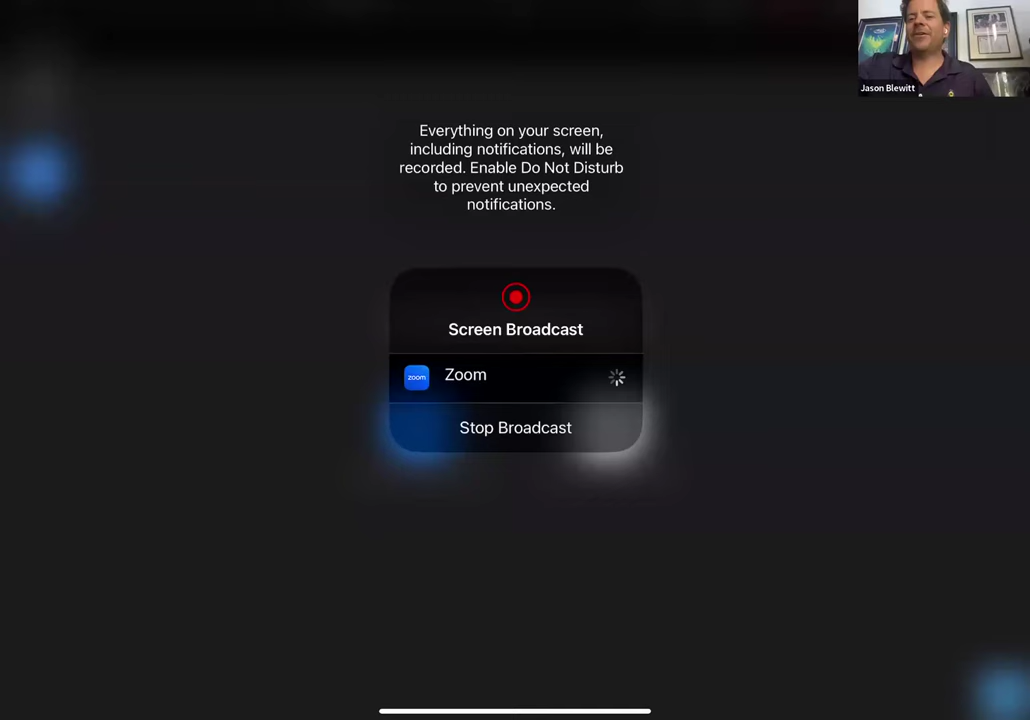 Jason Blewitt
Everything on your screen,
including notifications, will be
recorded. Enable Do Not Disturb
to prevent unexpected
notifications.
Screen Broadcast
zoom
Zoom
Stop Broadcast